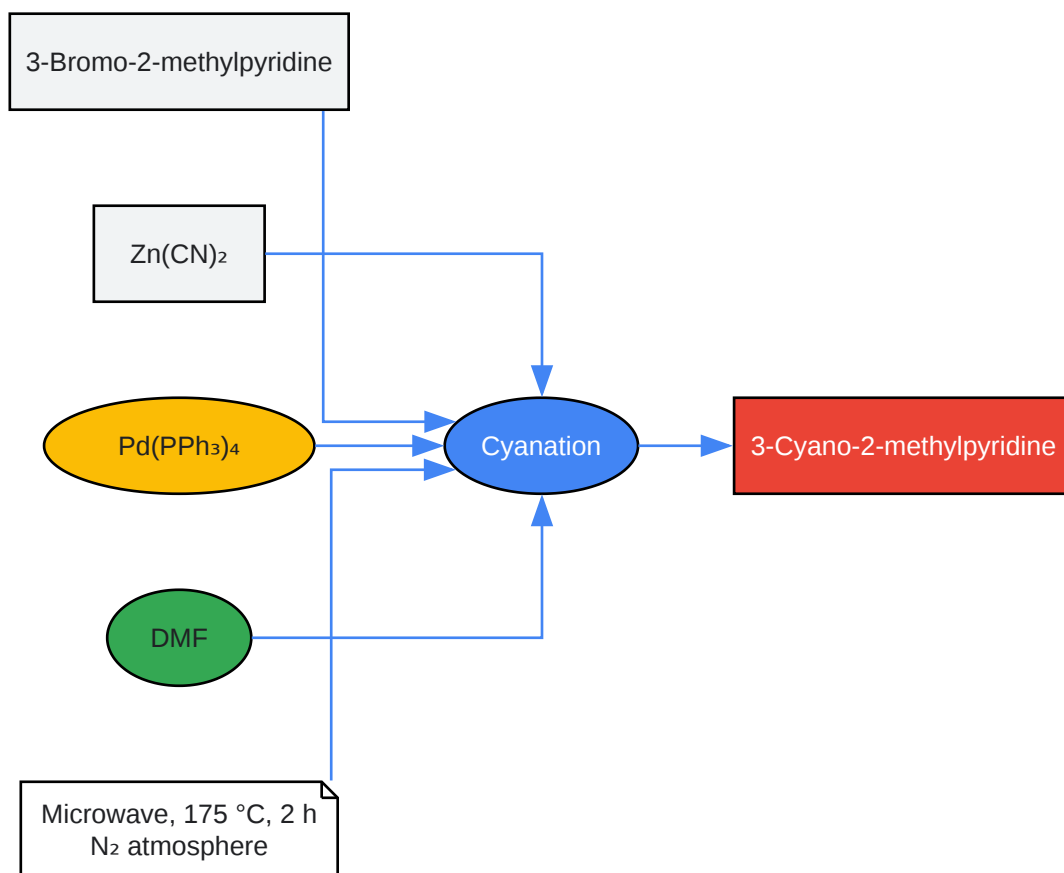 3-Bromo-2-methylpyridine
Zn(CN)₂
Pd(PPh₃)₄
Cyanation
3-Cyano-2-methylpyridine
DMF
Microwave, 175 °C, 2 h
N₂ atmosphere